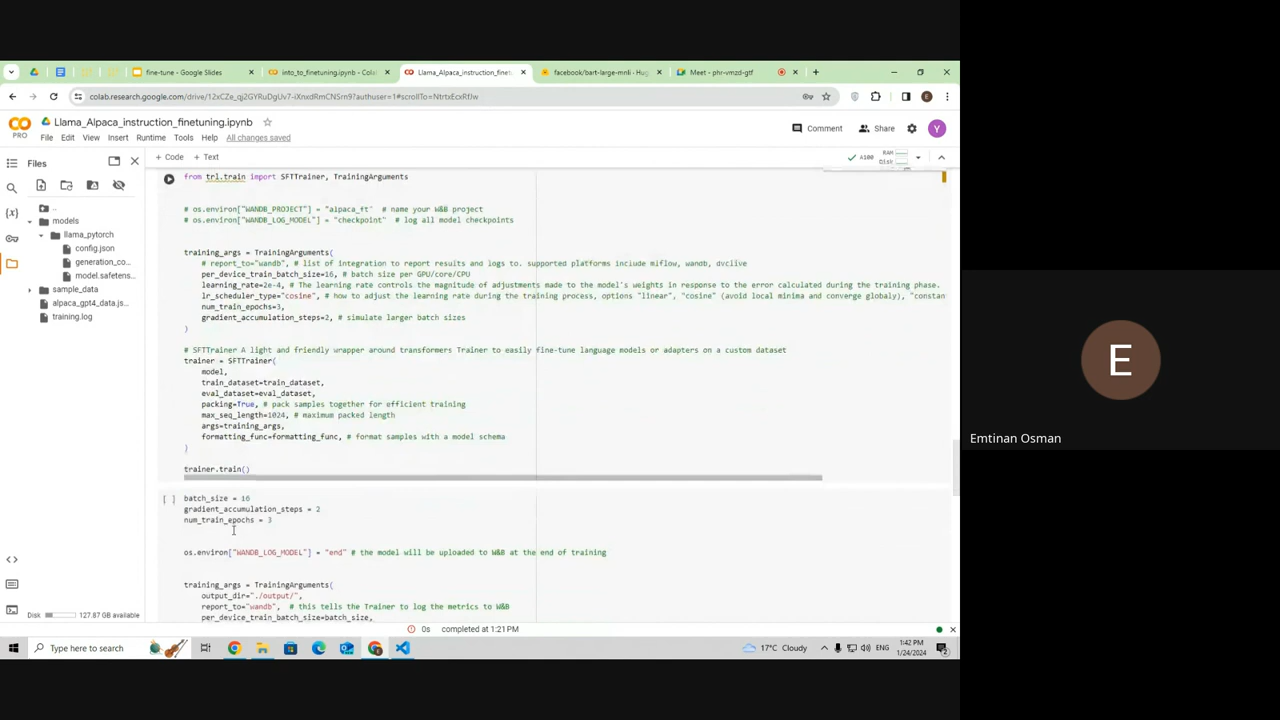 fine-tune - Google Slides
into_to_finetuning.ipynb - Colab
Llama_Alpaca_instruction_finet
facebook/bart-large-mnli · Hug
Meet - phr-vmzd-gtf
colab.research.google.com/drive/12xCZe_qj2GYRuDgUv7-iXnxdRmCNSrn9?authuser=1#scrollTo=NtrtxEcxRfJw
PRO
Llama_Alpaca_instruction_finetuning.ipynb
File Edit View Insert Runtime Tools Help All changes saved
Comment
Share
Y
Files
+ Code + Text
A100
RAM
Disk
..
models
llama_pytorch
config.json
generation_co...
model.safetens...
sample_data
alpaca_gpt4_data.js...
training.log
from trl.train import SFTTrainer, TrainingArguments
# os.environ["WANDB_PROJECT"] = "alpaca_ft" # name your W&B project
# os.environ["WANDB_LOG_MODEL"] = "checkpoint" # log all model checkpoints
training_args = TrainingArguments(
# report_to="wandb", # list of integration to report results and logs to. supported platforms include mlflow, wandb, dvclive
per_device_train_batch_size=16, # batch size per GPU/core/CPU
learning_rate=2e-4, # The learning rate controls the magnitude of adjustments made to the model's weights in response to the error calculated during the training phase.
lr_scheduler_type="cosine", # how to adjust the learning rate during the training process, options "linear", "cosine" (avoid local minima and converge globaly), "constan
num_train_epochs=3,
gradient_accumulation_steps=2, # simulate larger batch sizes
)
# SFTTrainer A light and friendly wrapper around transformers Trainer to easily fine-tune language models or adapters on a custom dataset
trainer = SFTTrainer(
model,
train_dataset=train_dataset,
eval_dataset=eval_dataset,
packing=True, # pack samples together for efficient training
max_seq_length=1024, # maximum packed length
args=training_args,
formatting_func=formatting_func, # format samples with a model schema
)
trainer.train()
[ ]
batch_size = 16
gradient_accumulation_steps = 2
num_train_epochs = 3
os.environ["WANDB_LOG_MODEL"] = "end" # the model will be uploaded to W&B at the end of training
training_args = TrainingArguments(
output_dir="./output/",
report_to="wandb", # this tells the Trainer to log the metrics to W&B
per_device_train_batch_size=batch_size,
Disk 127.87 GB available
0s completed at 1:21 PM
Type here to search
17°C Cloudy
ENG
1:42 PM
1/24/2024
E
Emtinan Osman